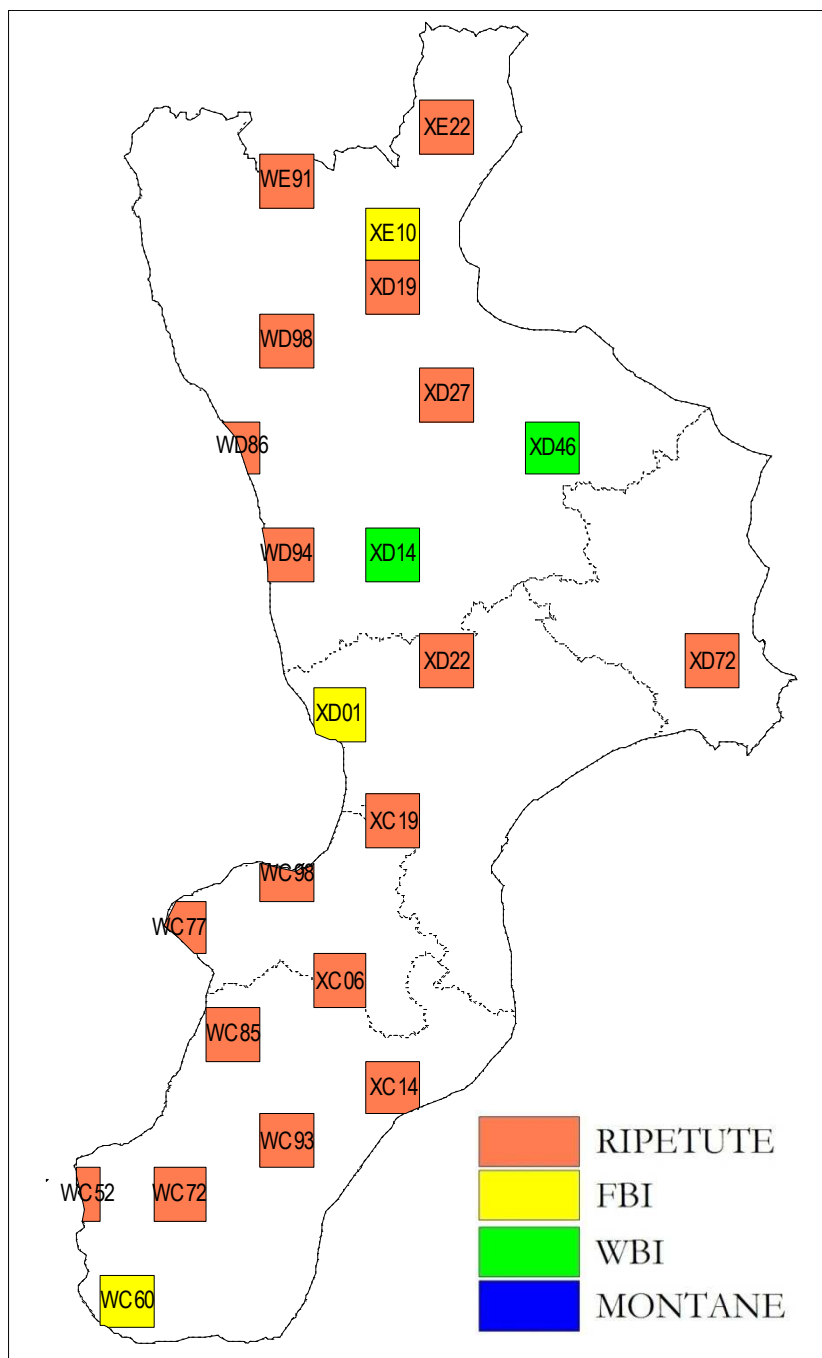 XE22
WE91
XE10
XD19
WD98
XD27
WD86
XD46
WD94
XD14
XD22
XD72
XD01
XC19
WC98
WC77
XC06
WC85
XC14
WC93
WC52
WC72
WC60
RIPETUTE
FBI
WBI
MONTANE